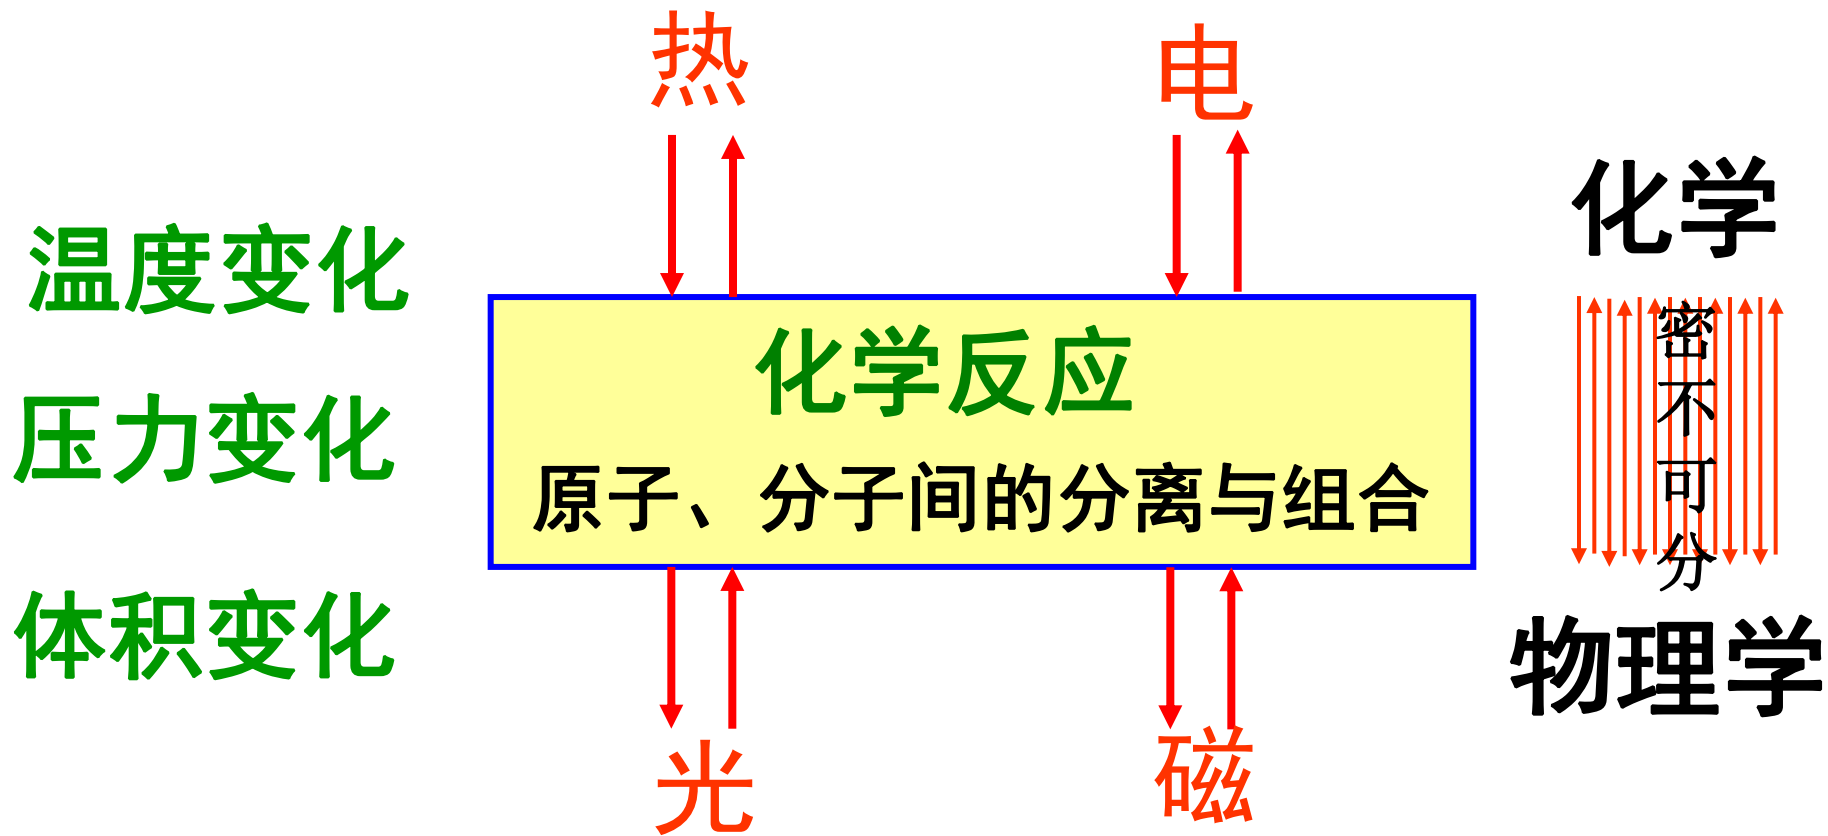 热
电
温度变化
压力变化
体积变化
化学反应
原子、分子间的分离与组合
光
磁
化学
密不可分
物理学